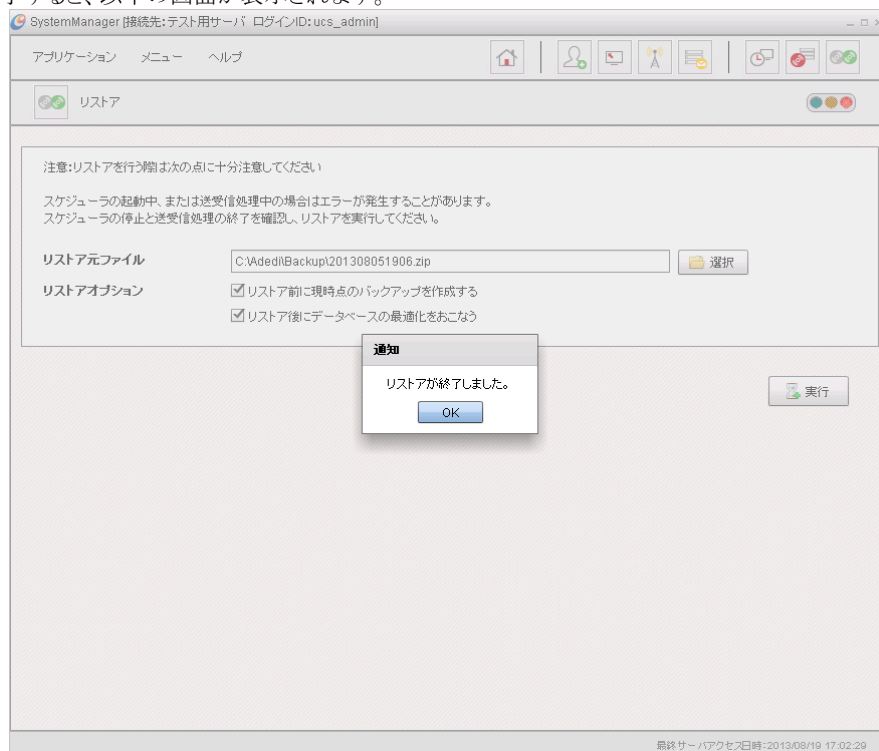 すると、以下の画面が表示されます。
SystemManager [接続先:テスト用サーバ ログインID: ucs_admin]
アプリケーション メニュー ヘルプ
リストア
注意:リストアを行う際は次の点に十分注意してください
スケジューラの起動中、または送受信処理中の場合はエラーが発生することがあります。
スケジューラの停止と送受信処理の終了を確認し、リストアを実行してください。
リストア元ファイル C:\Adedi\Backup\201308051906.zip 選択
リストアオプション リストア前に現時点のバックアップを作成する
リストア後にデータベースの最適化をおこなう
通知
リストアが終了しました。
OK
実行
最終サーバアクセス日時:2013/08/19 17:02:29